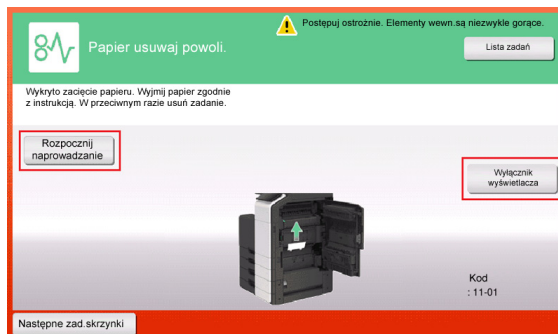 Postępuj ostrożnie. Elementy wewn.są niezwykle gorące.
Papier usuwaj powoli.
Lista zadań
Wykryto zacięcie papieru. Wyjmij papier zgodnie
z instrukcją. W przeciwnym razie usuń zadanie.
Rozpocznij
naprowadzanie
Wyłącznik
wyświetlacza
Kod
: 11-01
Następne zad.skrzynki